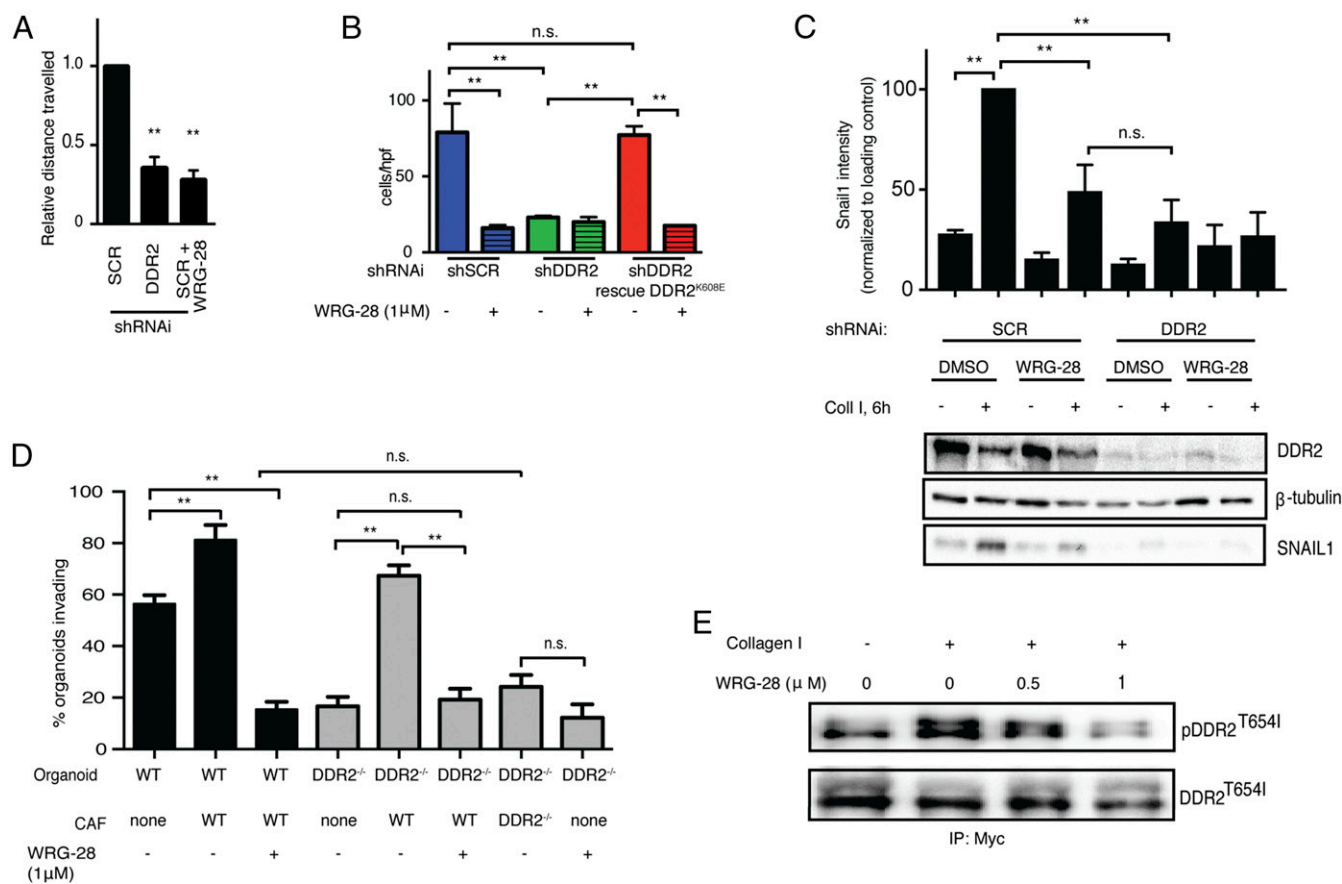 A
Relative distance travelled
1.0
0.5
0
** **
SCR
DDR2
SCR +
WRG-28
shRNAi
B
n.s.
** **
** **
cells/hpf
100
50
0
shRNAi shSCR shDDR2 shDDR2
rescue DDR2K608E
WRG-28 (1μM) - + - + - +
C
**
** **
n.s.
Snail1 intensity
(normalized to loading control)
100
50
0
shRNAi: SCR DDR2
DMSO WRG-28 DMSO WRG-28
Coll I, 6h - + - + - + - +
DDR2
β-tubulin
SNAIL1
D
n.s.
** n.s.
** ** **
n.s.
% organoids invading
100
80
60
40
20
0
Organoid WT WT WT DDR2-/- DDR2-/- DDR2-/- DDR2-/- DDR2-/-
CAF none WT WT none WT WT DDR2-/- none
WRG-28 - - + - - + - +
(1μM)
E
Collagen I - + + +
WRG-28 (μ M) 0 0 0.5 1
pDDR2T654I
DDR2T654I
IP: Myc